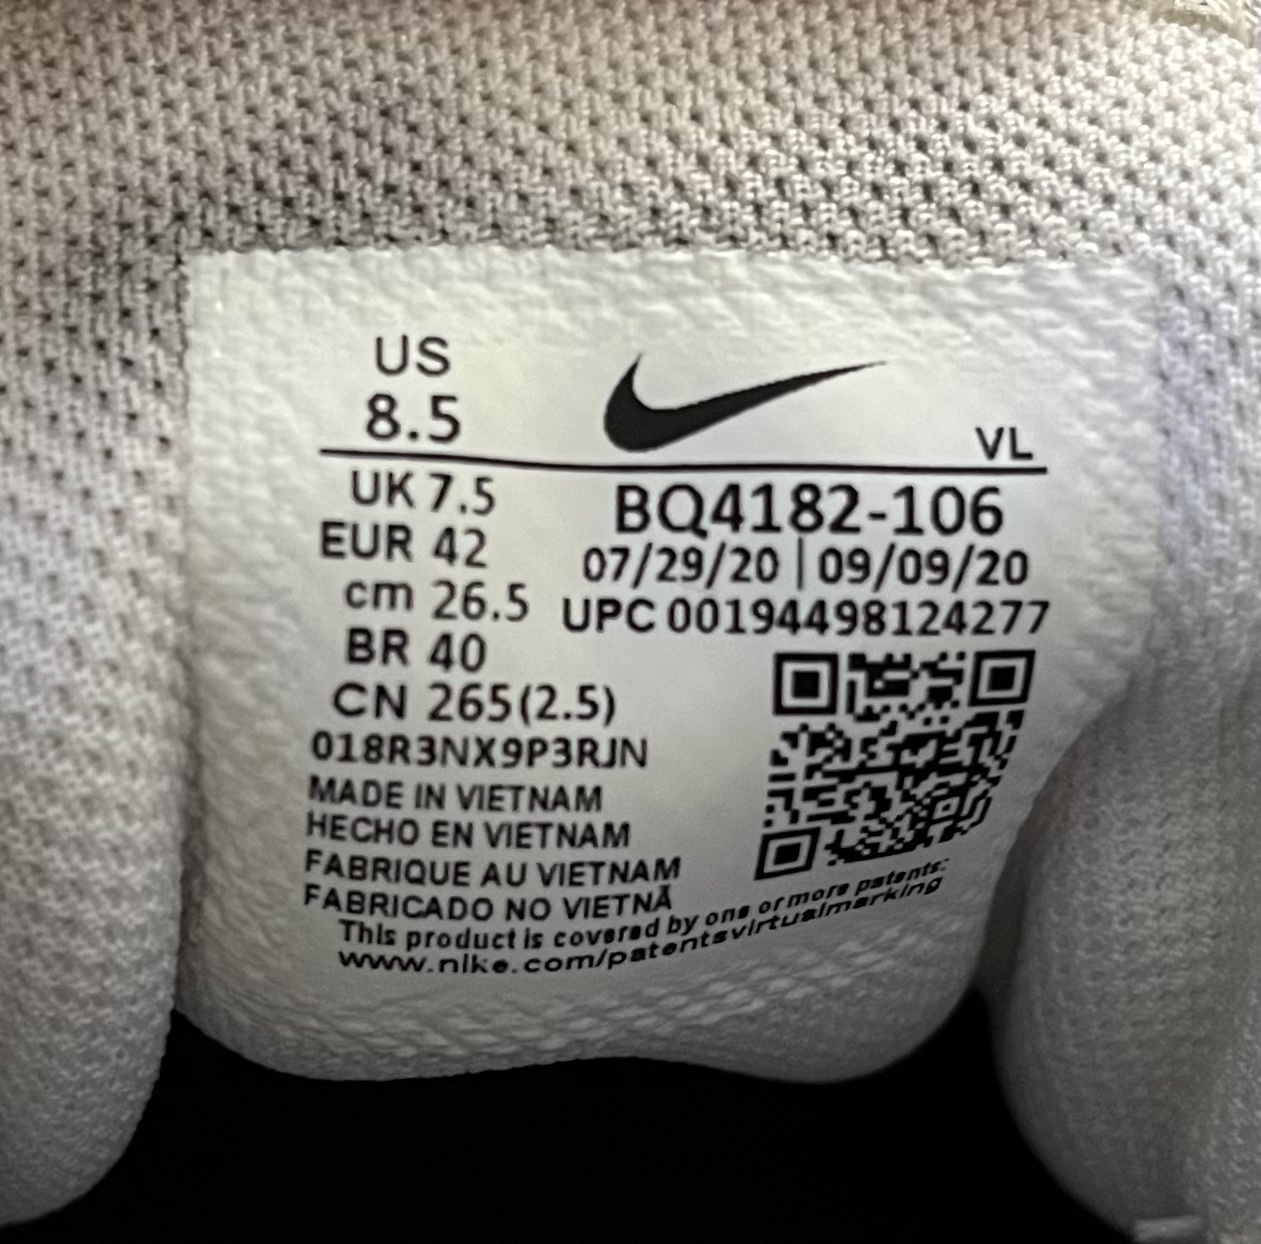 US
8.5
VL
UK 7.5
BQ4182-106
EUR 42
07/29/20 | 09/09/20
cm 26.5
UPC 00194498124277
BR 40
CN 265(2.5)
018R3NX9P3RJN
MADE IN VIETNAM
HECHO EN VIETNAM
FABRIQUE AU VIETNAM
FABRICADO NO VIETNÃ
This product is covered by one or more patents:
www.nike.com/patentsvirtualmarking